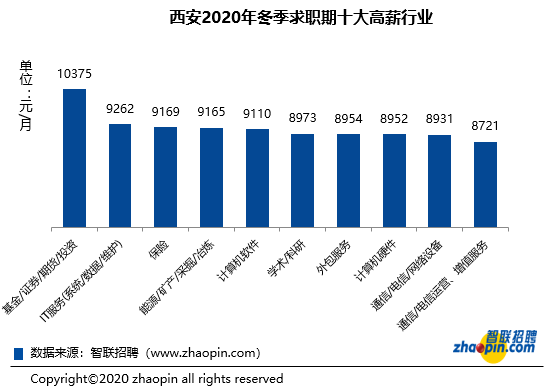 西安2020年冬季求职期十大高薪行业
单位：元/月
10375
9262
9169
9165
9110
8973
8954
8952
8931
8721
基金/证券/期货/投资
IT服务(系统/数据/维护)
保险
能源/矿产/采掘/冶炼
计算机软件
学术/科研
外包服务
计算机硬件
通信/电信/网络设备
通信/电信运营、增值服务
数据来源：智联招聘（www.zhaopin.com）
智联招聘
zhaopin.com
Copyright©2020 zhaopin all rights reserved